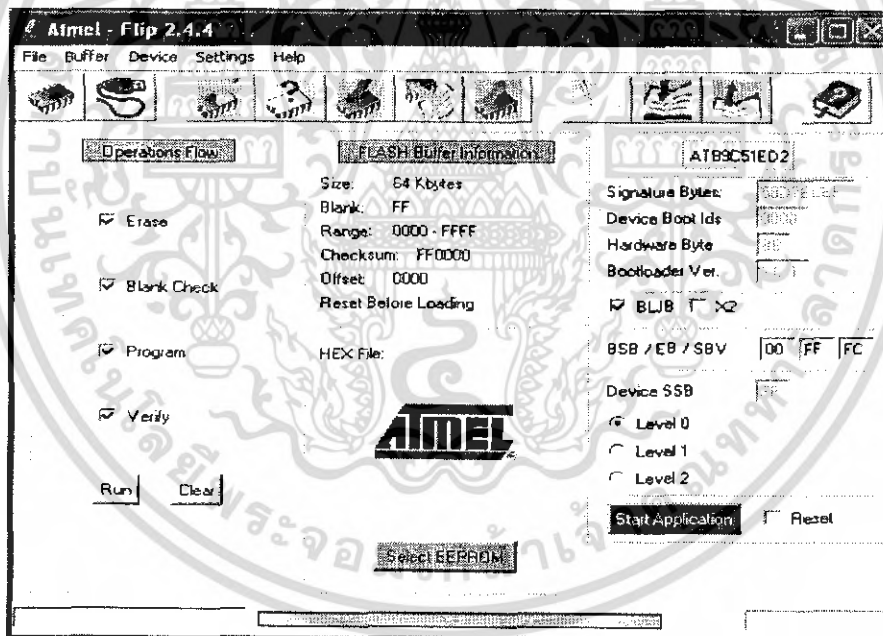 Atmel - Flip 2.4.4
File Buffer Device Settings Help
Operations Flow
Erase
Blank Check
Program
Verify
Run Clear
FLASH Buffer Information
Size: 64 Kbytes
Blank: FF
Range: 0000 - FFFF
Checksum: FF0000
Offset: 0000
Reset Before Loading
HEX File:
ATMEL
Select EEPROM
AT89C51ED2
Signature Bytes:
Device Boot Ids
Hardware Byte
Bootloader Ver.
BLJB X2
BSB / EB / SBV 00 FF FC
Device SSB
Level 0
Level 1
Level 2
Start Application Reset